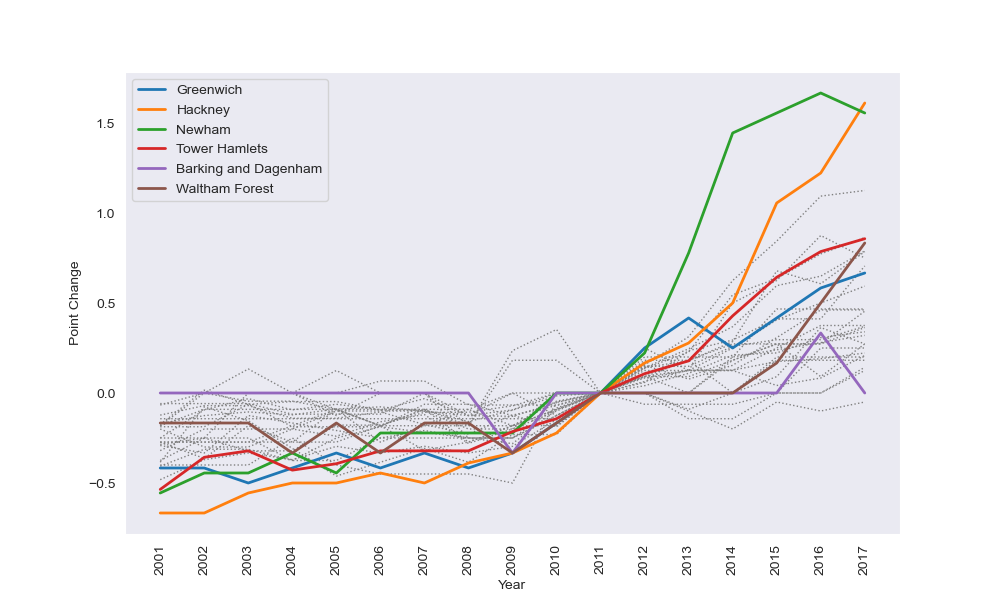 Greenwich
Hackney
Newham
Tower Hamlets
Barking and Dagenham
Waltham Forest
1.5
1.0
0.5
0.0
−0.5
Point Change
2001 2002 2003 2004 2005 2006 2007 2008 2009 2010 2011 2012 2013 2014 2015 2016 2017
Year